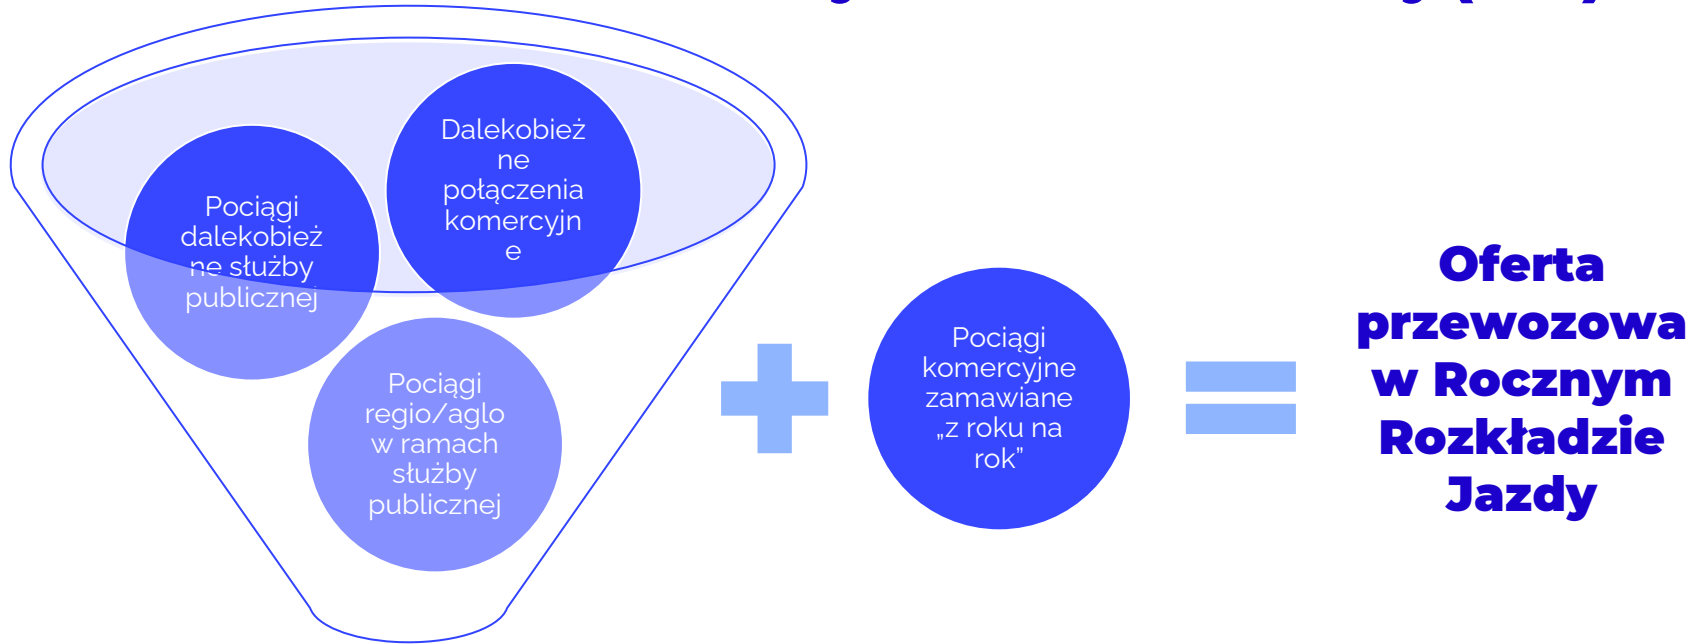 Dalekobież
ne
połączenia
komercyjn
e
Pociągi
dalekobież
ne służby
publicznej
Pociągi
regio/aglo
w ramach
służby
publicznej
Pociągi
komercyjne
zamawiane
„z roku na
rok”
Oferta
przewozowa
w Rocznym
Rozkładzie
Jazdy